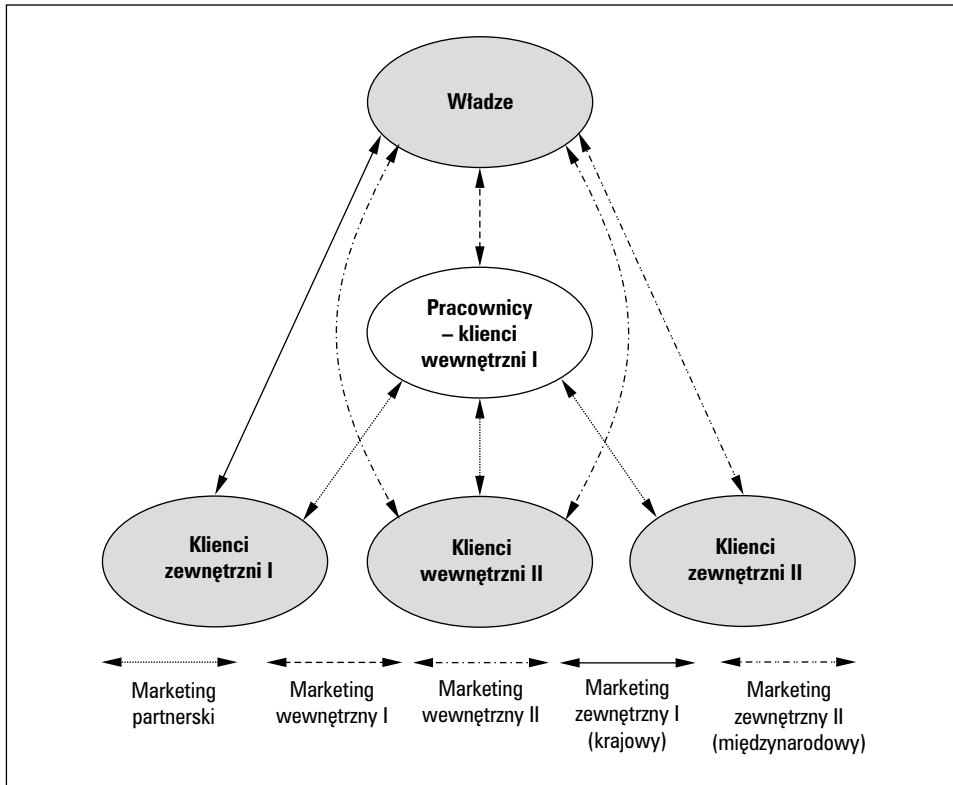 Władze
Pracownicy
– klienci
wewnętrzni I
Klienci
zewnętrzni I
Klienci
wewnętrzni II
Klienci
zewnętrzni II
Marketing
partnerski
Marketing
wewnętrzny I
Marketing
wewnętrzny II
Marketing
zewnętrzny I
(krajowy)
Marketing
zewnętrzny II
(międzynarodowy)